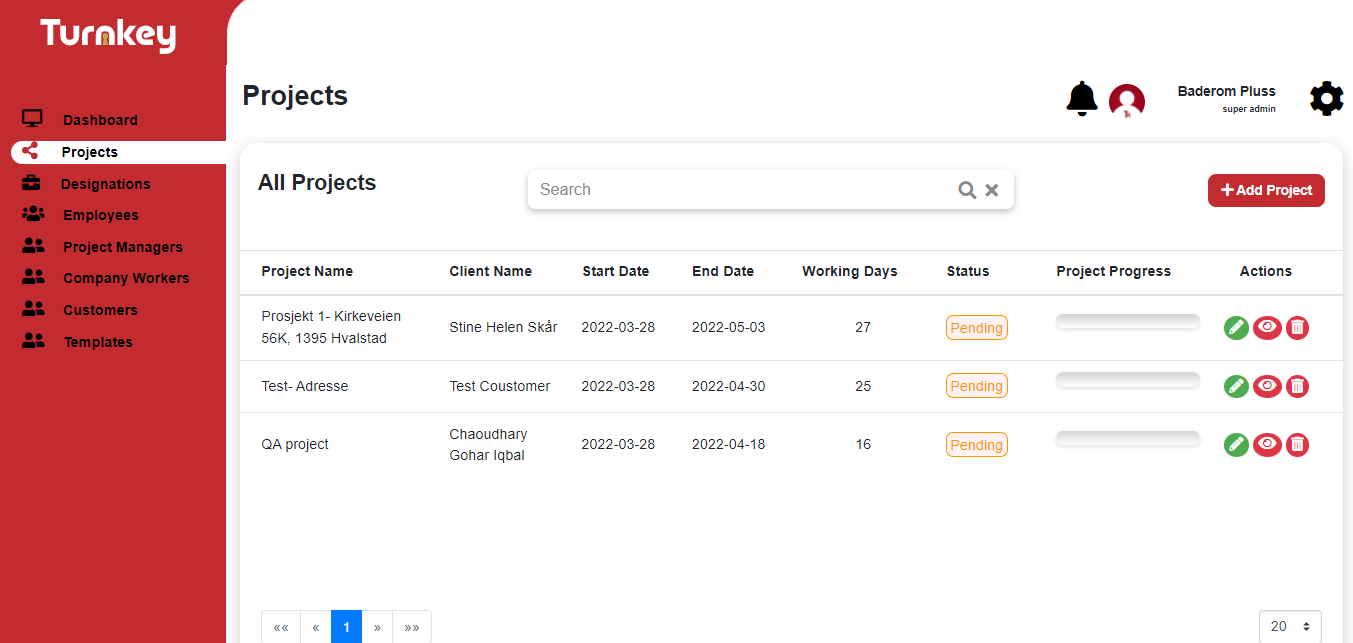 Turnkey
Projects
Baderom Pluss
super admin
Dashboard
Projects
Designations
Employees
Project Managers
Company Workers
Customers
Templates
All Projects
Search
Add Project
Project Name Client Name Start Date End Date Working Days Status Project Progress Actions
Prosjekt 1- Kirkeveien
56K, 1395 Hvalstad
Stine Helen Skår 2022-03-28 2022-05-03 27 Pending
Test- Adresse Test Coustomer 2022-03-28 2022-04-30 25 Pending
QA project
Chaoudhary
Gohar Iqbal
2022-03-28 2022-04-18 16 Pending
«« « 1 » »»
20